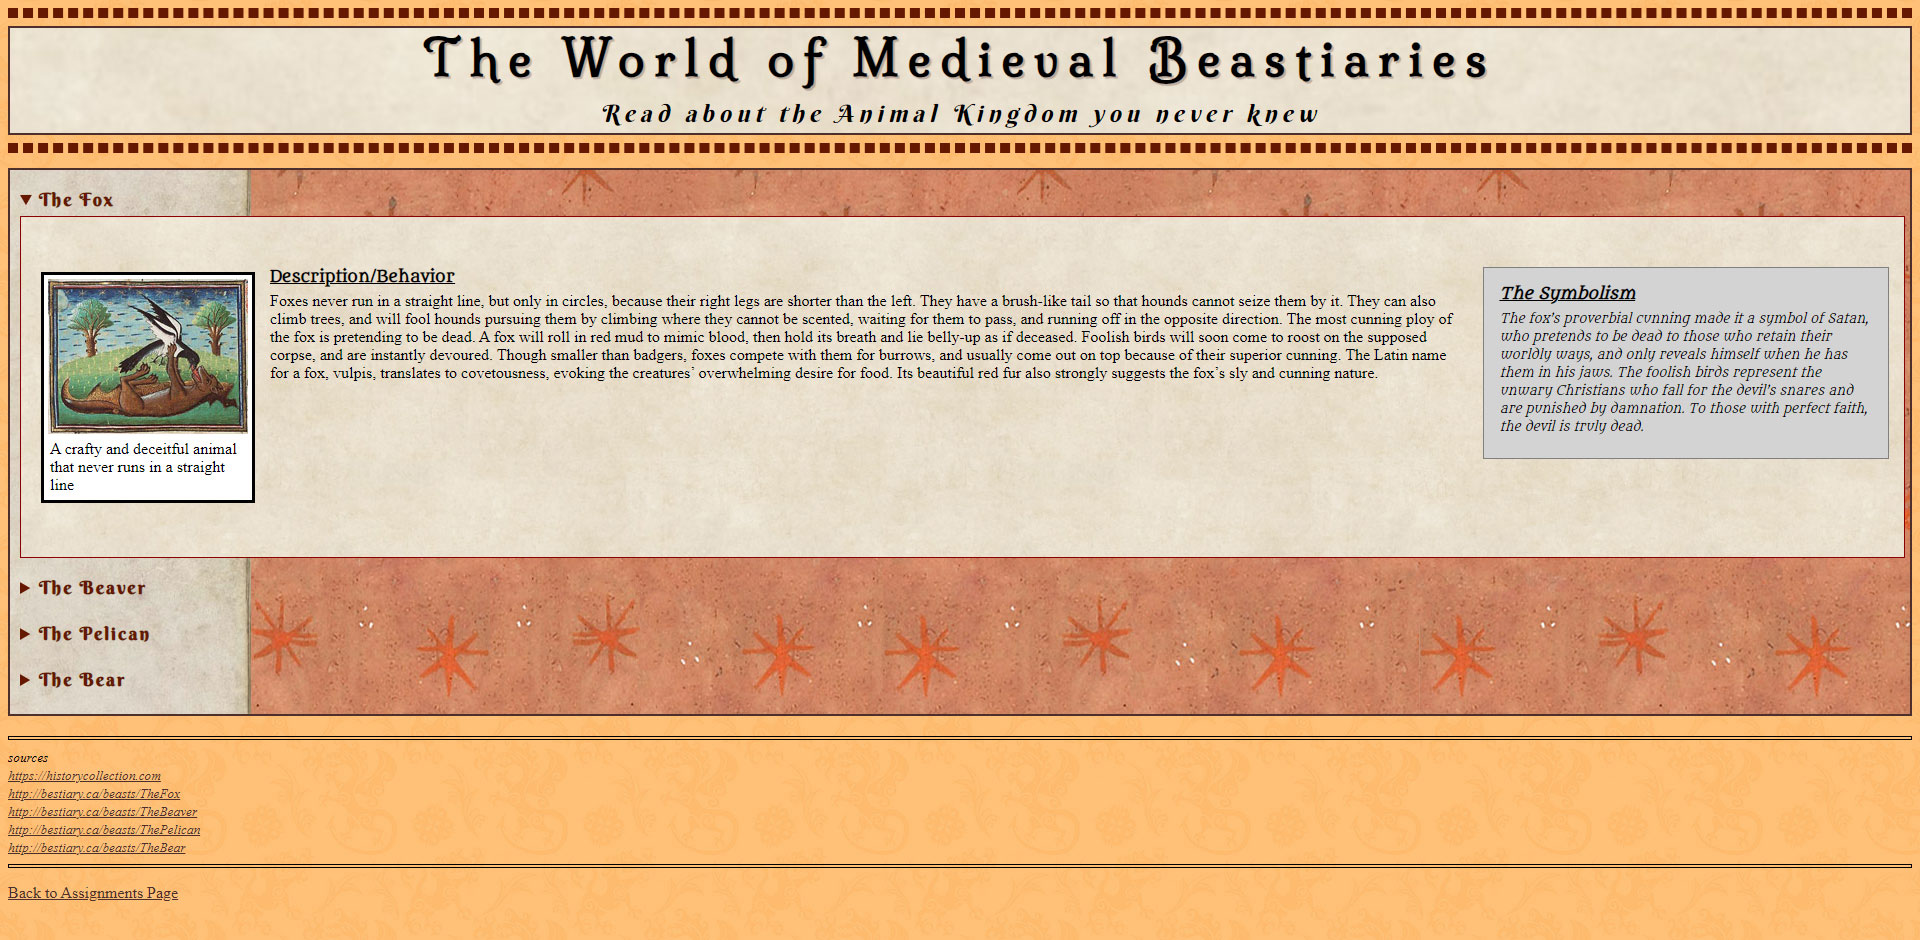 The World of Medieval Beastiaries
Read about the Animal Kingdom you never knew
The Fox
A crafty and deceitful animal
that never runs in a straight
line
Description/Behavior
Foxes never run in a straight line, but only in circles, because their right legs are shorter than the left. They have a brush-like tail so that hounds cannot seize them by it. They can also
climb trees, and will fool hounds pursuing them by climbing where they cannot be scented, waiting for them to pass, and running off in the opposite direction. The most cunning ploy of
the fox is pretending to be dead. A fox will roll in red mud to mimic blood, then hold its breath and lie belly-up as if deceased. Foolish birds will soon come to roost on the supposed
corpse, and are instantly devoured. Though smaller than badgers, foxes compete with them for burrows, and usually come out on top because of their superior cunning. The Latin name
for a fox, vulpis, translates to covetousness, evoking the creatures’ overwhelming desire for food. Its beautiful red fur also strongly suggests the fox’s sly and cunning nature.
The Symbolism
The fox’s proverbial cunning made it a symbol of Satan,
who pretends to be dead to those who retain their
worldly ways, and only reveals himself when he has
them in his jaws. The foolish birds represent the
unwary Christians who fall for the devil’s snares and
are punished by damnation. To those with perfect faith,
the devil is truly dead.
The Beaver
The Pelican
The Bear
sources
https://historycollection.com
http://bestiary.ca/beasts/TheFox
http://bestiary.ca/beasts/TheBeaver
http://bestiary.ca/beasts/ThePelican
http://bestiary.ca/beasts/TheBear
Back to Assignments Page